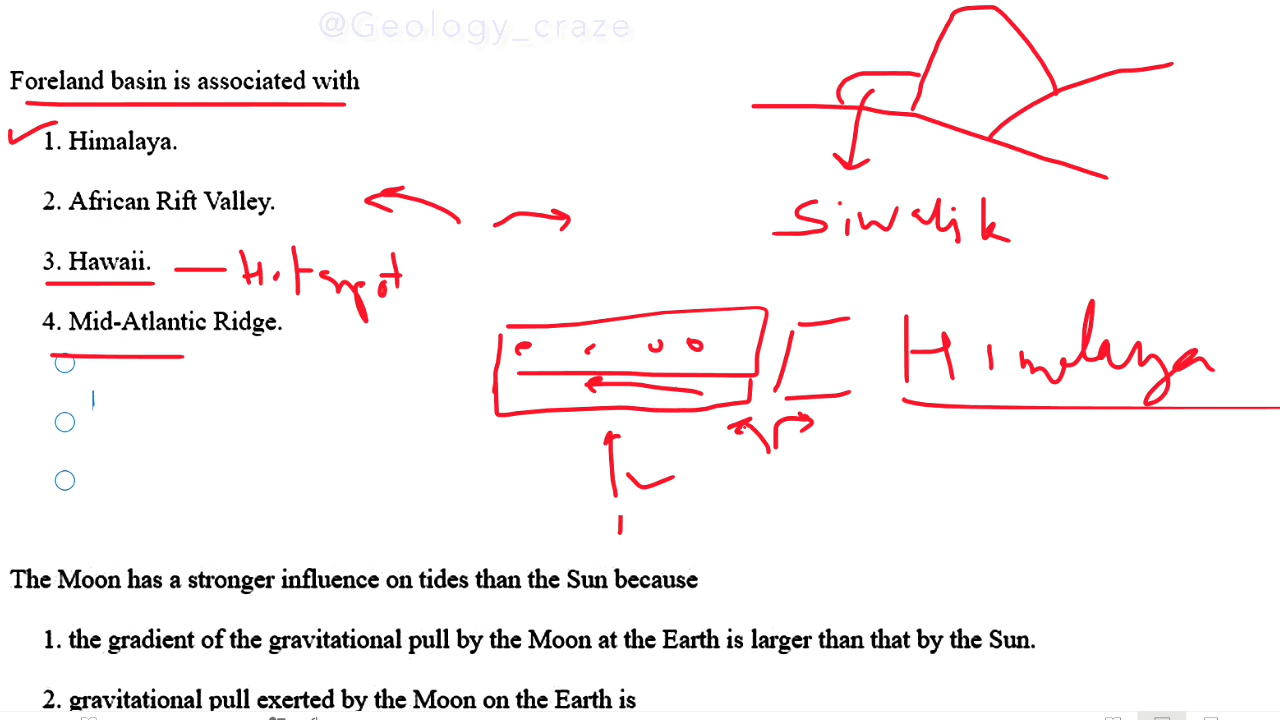 @Geology_craze
Foreland basin is associated with
1. Himalaya.
2. African Rift Valley.
Siwalik
3. Hawaii. — Hotspot
4. Mid-Atlantic Ridge.
Himalaya
The Moon has a stronger influence on tides than the Sun because
1. the gradient of the gravitational pull by the Moon at the Earth is larger than that by the Sun.
2. gravitational pull exerted by the Moon on the Earth is